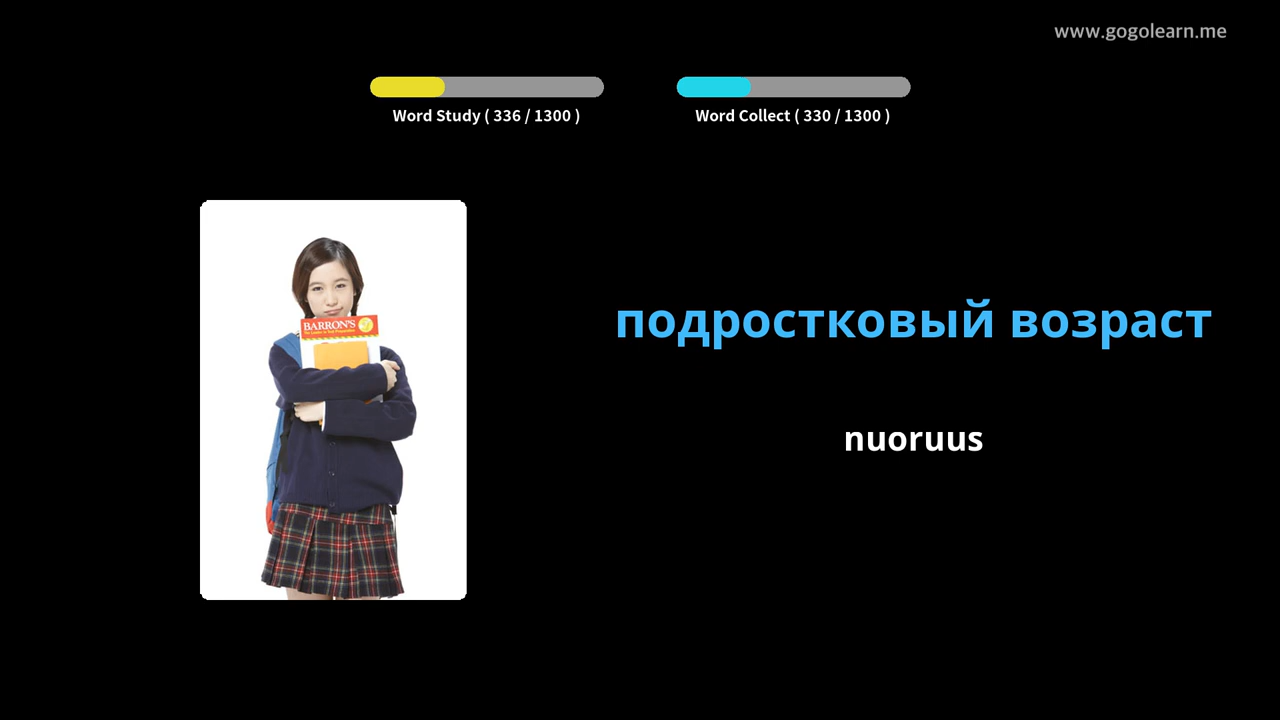 www.gogolearn.me
Word Study ( 336 / 1300 )
Word Collect ( 330 / 1300 )
BARRON'S
подростковый возраст
nuoruus